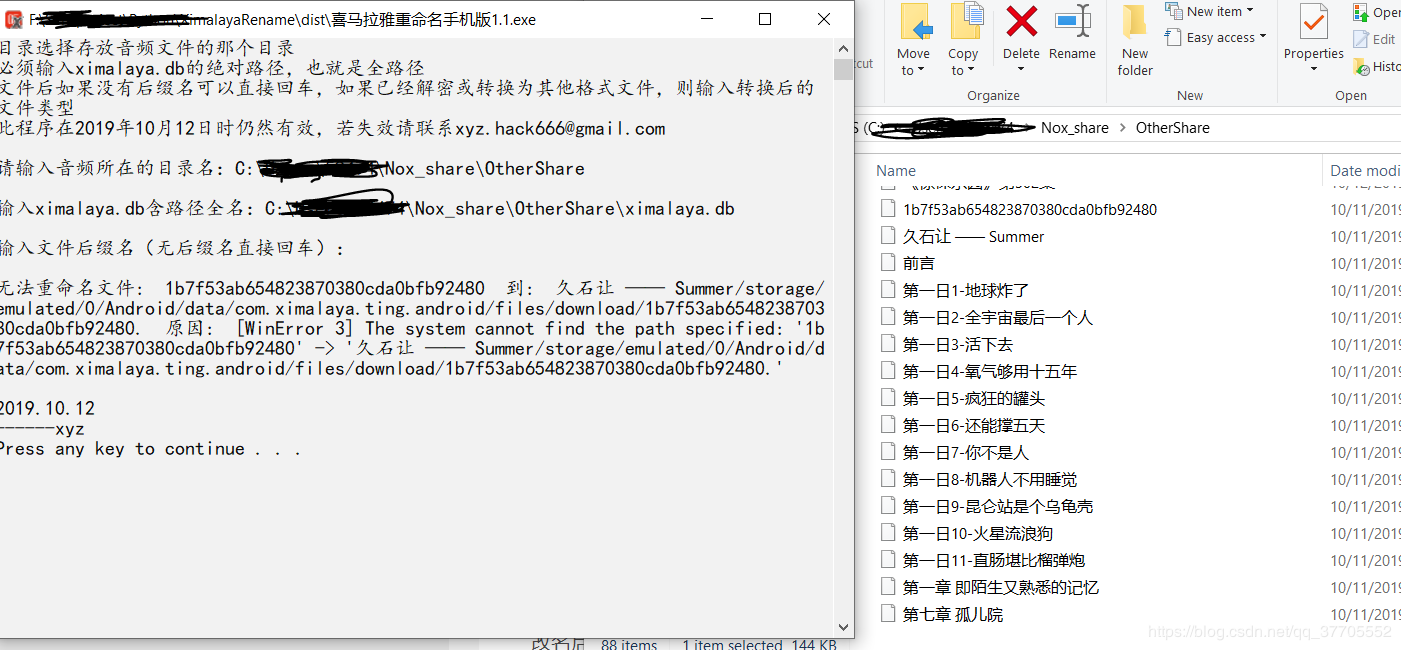 XimalayaRename\dist\喜马拉雅重命名手机版1.1.exe
目录选择存放音频文件的那个目录
必须输入ximalaya.db的绝对路径，也就是全路径
文件后如果没有后缀名可以直接回车，如果已经解密或转换为其他格式文件，则输入转换后的
文件类型
此程序在2019年10月12日时仍然有效，若失效请联系xyz.hack666@gmail.com
请输入音频所在的目录名：C:\ Nox_share\OtherShare
输入ximalaya.db含路径全名：C:\ \Nox_share\OtherShare\ximalaya.db
输入文件后缀名（无后缀名直接回车）：
无法重命名文件： 1b7f53ab654823870380cda0bfb92480 到： 久石让 —— Summer/storage/
emulated/0/Android/data/com.ximalaya.ting.android/files/download/1b7f53ab6548238703
80cda0bfb92480. 原因： [WinError 3] The system cannot find the path specified: '1b
7f53ab654823870380cda0bfb92480' -> '久石让 —— Summer/storage/emulated/0/Android/d
ata/com.ximalaya.ting.android/files/download/1b7f53ab654823870380cda0bfb92480.'
2019.10.12
------xyz
Press any key to continue . . .
Move to
Copy to
Delete
Rename
Organize
New folder
New item
Easy access
New
Properties
Open
Edit
Histo
Open
Nox_share > OtherShare
Name
Date modi
1b7f53ab654823870380cda0bfb92480 10/11/2019
久石让 —— Summer 10/11/2019
前言 10/11/2019
第一日1-地球炸了 10/11/2019
第一日2-全宇宙最后一个人 10/11/2019
第一日3-活下去 10/11/2019
第一日4-氧气够用十五年 10/11/2019
第一日5-疯狂的罐头 10/11/2019
第一日6-还能撑五天 10/11/2019
第一日7-你不是人 10/11/2019
第一日8-机器人不用睡觉 10/11/2019
第一日9-昆仑站是个乌龟壳 10/11/2019
第一日10-火星流浪狗 10/11/2019
第一日11-直肠堪比榴弹炮 10/11/2019
第一章 即陌生又熟悉的记忆 10/11/2019
第七章 孤儿院 10/11/2019
88 items 1 item selected 144 KB
https://blog.csdn.net/qq_37705552